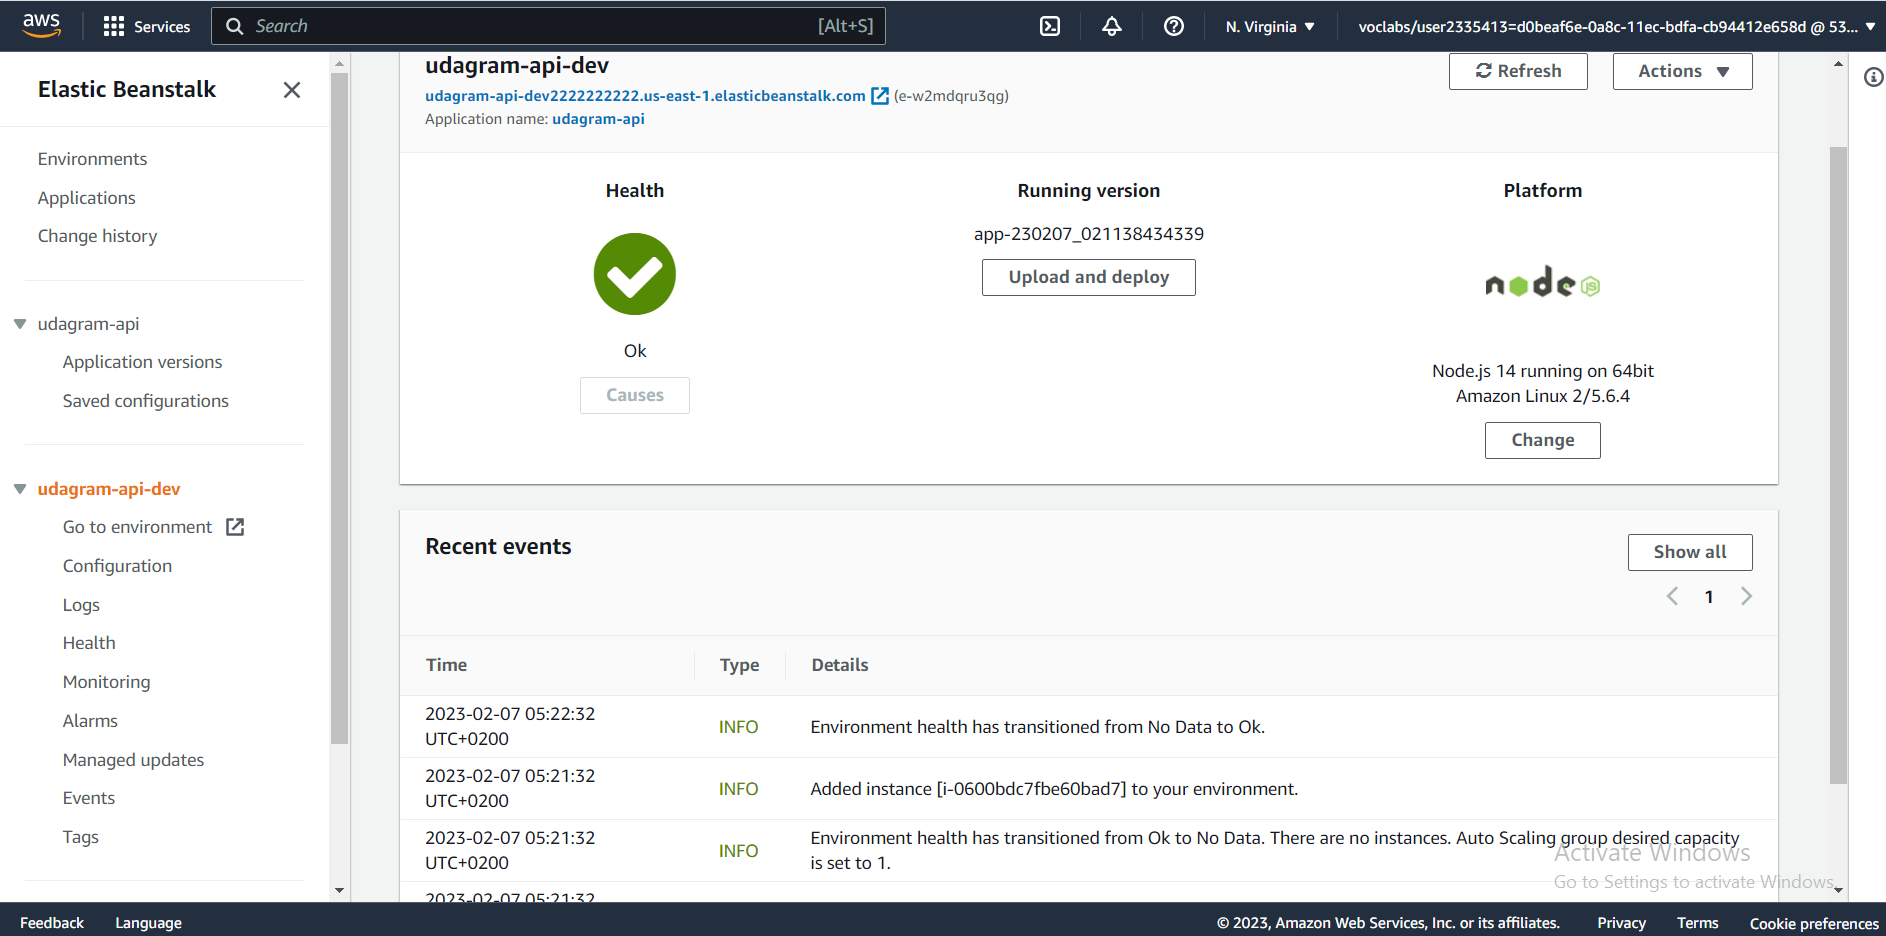 aws
Services
Search
[Alt+S]
N. Virginia
voclabs/user2335413=d0beaf6e-0a8c-11ec-bdfa-cb94412e658d @ 53...
Elastic Beanstalk
Environments
Applications
Change history
udagram-api
Application versions
Saved configurations
udagram-api-dev
Go to environment
Configuration
Logs
Health
Monitoring
Alarms
Managed updates
Events
Tags
udagram-api-dev
udagram-api-dev2222222222.us-east-1.elasticbeanstalk.com (e-w2mdqru3qg)
Application name: udagram-api
Refresh
Actions
Health
Ok
Causes
Running version
app-230207_021138434339
Upload and deploy
Platform
node JS
Node.js 14 running on 64bit
Amazon Linux 2/5.6.4
Change
Recent events
Show all
1
Time Type Details
2023-02-07 05:22:32
UTC+0200
INFO
Environment health has transitioned from No Data to Ok.
2023-02-07 05:21:32
UTC+0200
INFO
Added instance [i-0600bdc7fbe60bad7] to your environment.
2023-02-07 05:21:32
UTC+0200
INFO
Environment health has transitioned from Ok to No Data. There are no instances. Auto Scaling group desired capacity
is set to 1.
2023-02-07 05:21:32
Activate Windows
Go to Settings to activate Windows.
Feedback
Language
© 2023, Amazon Web Services, Inc. or its affiliates.
Privacy
Terms
Cookie preferences